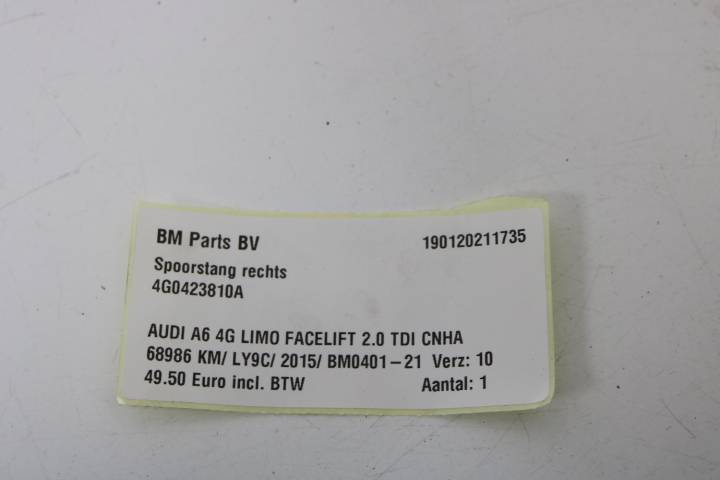 BM Parts BV 190120211735
Spoorstang rechts
4G0423810A
AUDI A6 4G LIMO FACELIFT 2.0 TDI CNHA
68986 KM/ LY9C/ 2015/ BM0401-21 Verz: 10
49.50 Euro incl. BTW Aantal: 1